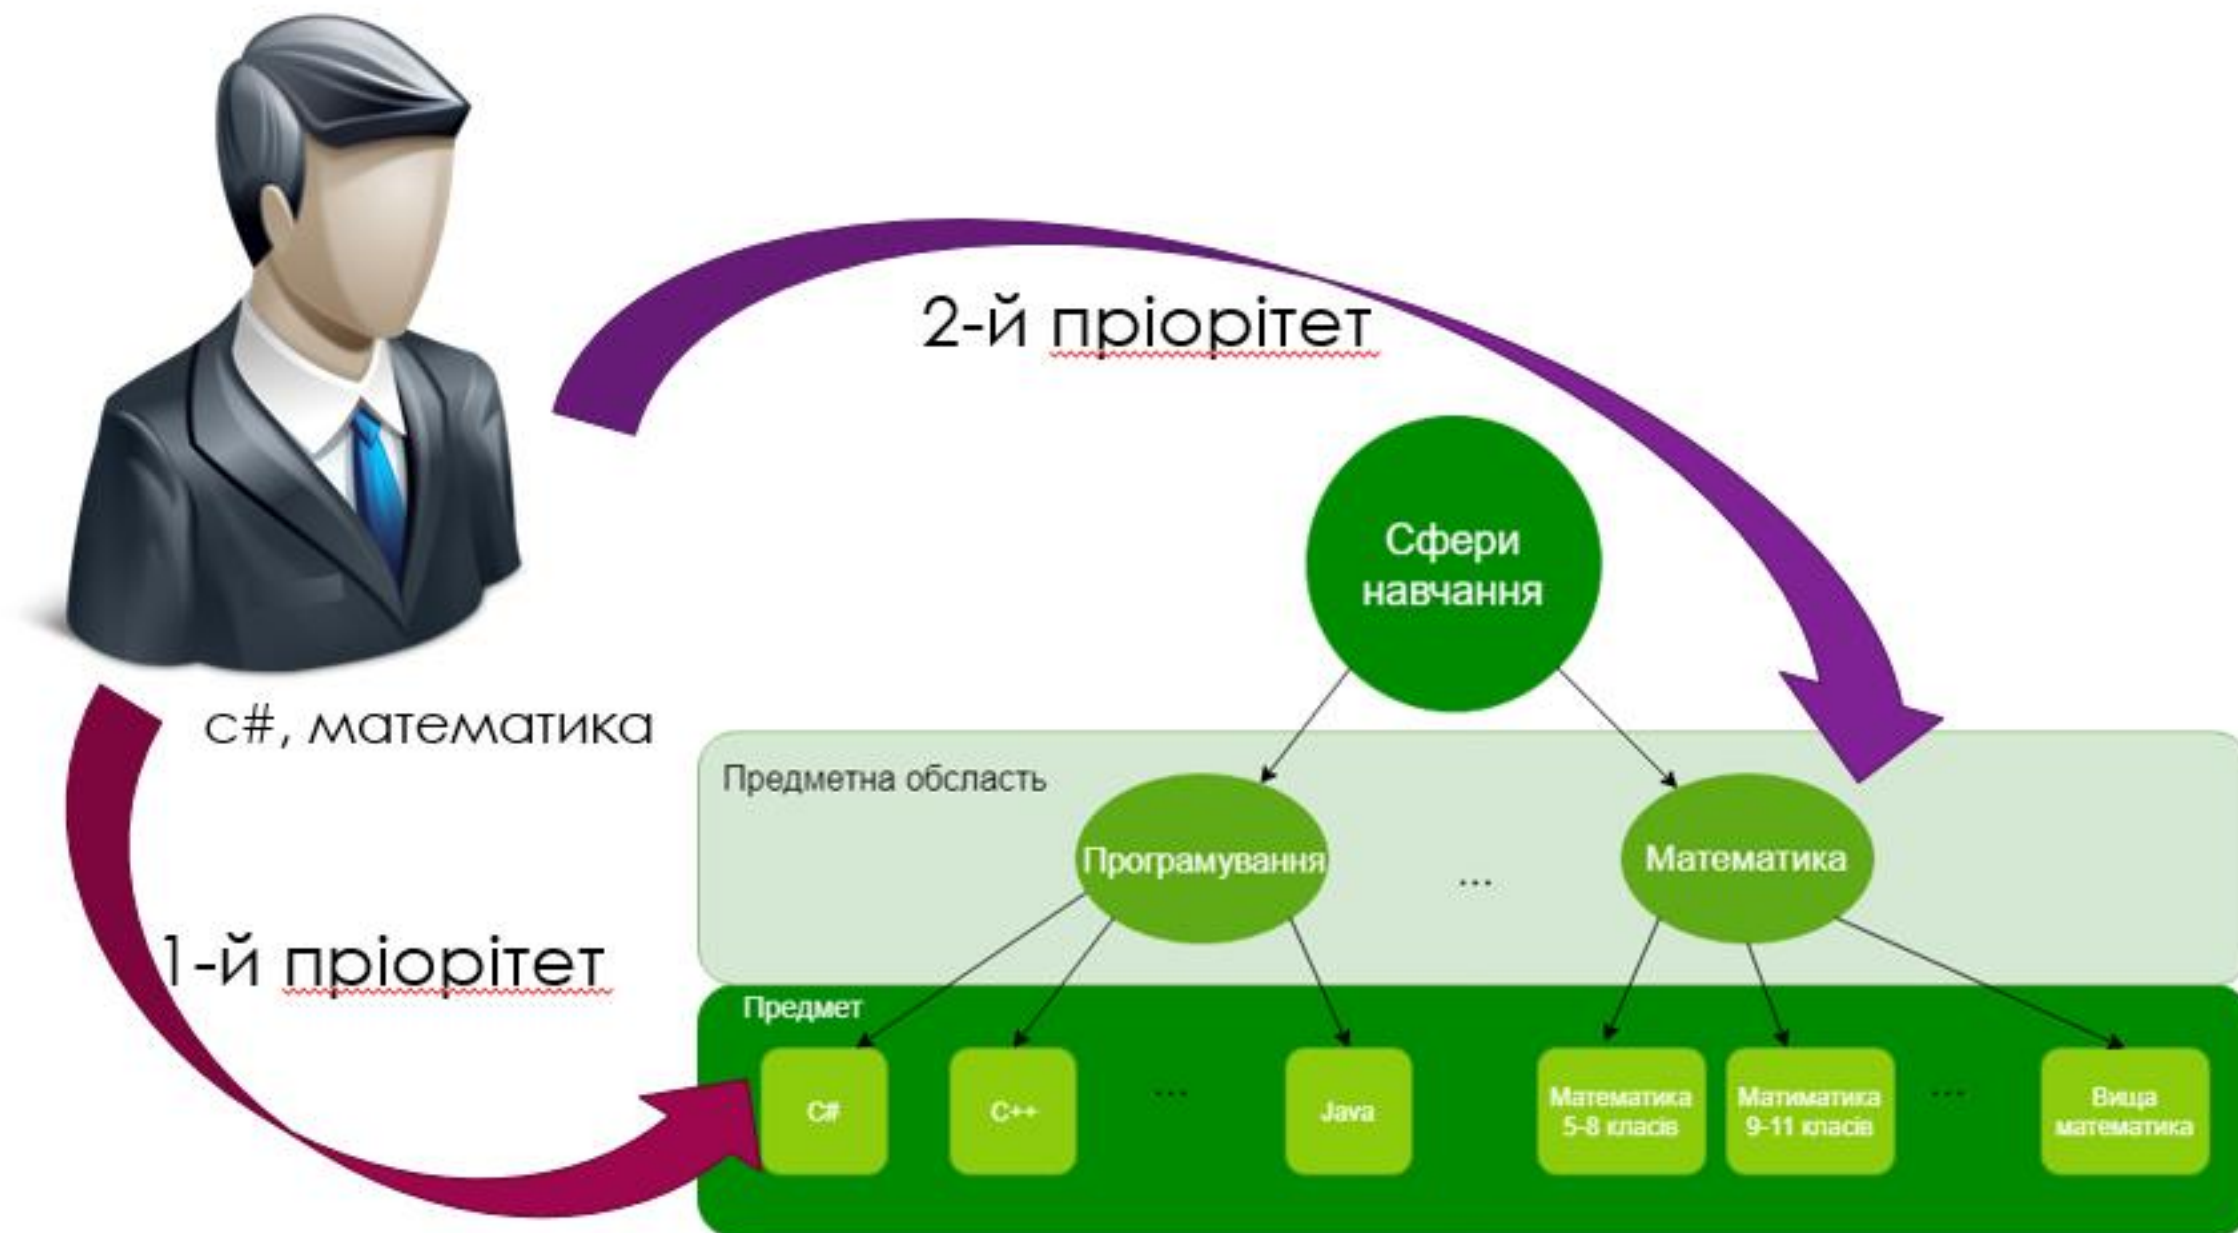 2-й пріорітет
Сфери
навчання
c#, математика
Предметна обсласть
Програмування
...
Математика
1-й пріорітет
Предмет
C#
C++
...
Java
Математика
5-8 класів
Матиматика
9-11 класів
...
Вища
математика